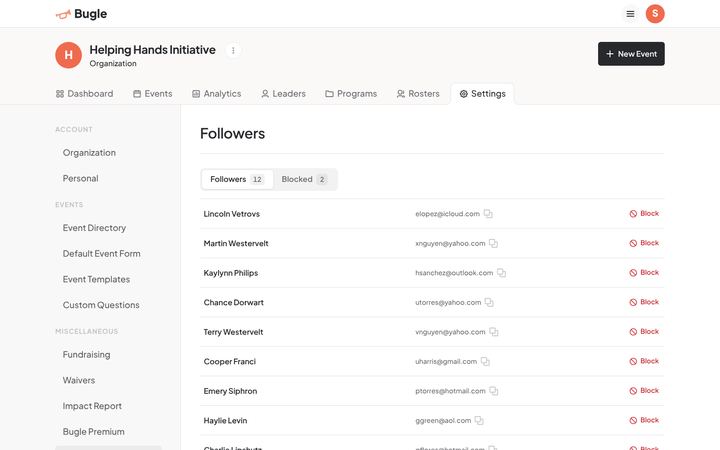 Bugle
S
H
Helping Hands Initiative
Organization
New Event
Dashboard
Events
Analytics
Leaders
Programs
Rosters
Settings
ACCOUNT
Organization
Personal
EVENTS
Event Directory
Default Event Form
Event Templates
Custom Questions
MISCELLANEOUS
Fundraising
Waivers
Impact Report
Bugle Premium
Followers
Followers 12
Blocked 2
Lincoln Vetrovs elopez@icloud.com Block
Martin Westervelt xnguyen@yahoo.com Block
Kaylynn Philips hsanchez@outlook.com Block
Chance Dorwart utorres@yahoo.com Block
Terry Westervelt vnguyen@yahoo.com Block
Cooper Franci uharris@gmail.com Block
Emery Siphron ptorres@hotmail.com Block
Haylie Levin ggreen@aol.com Block